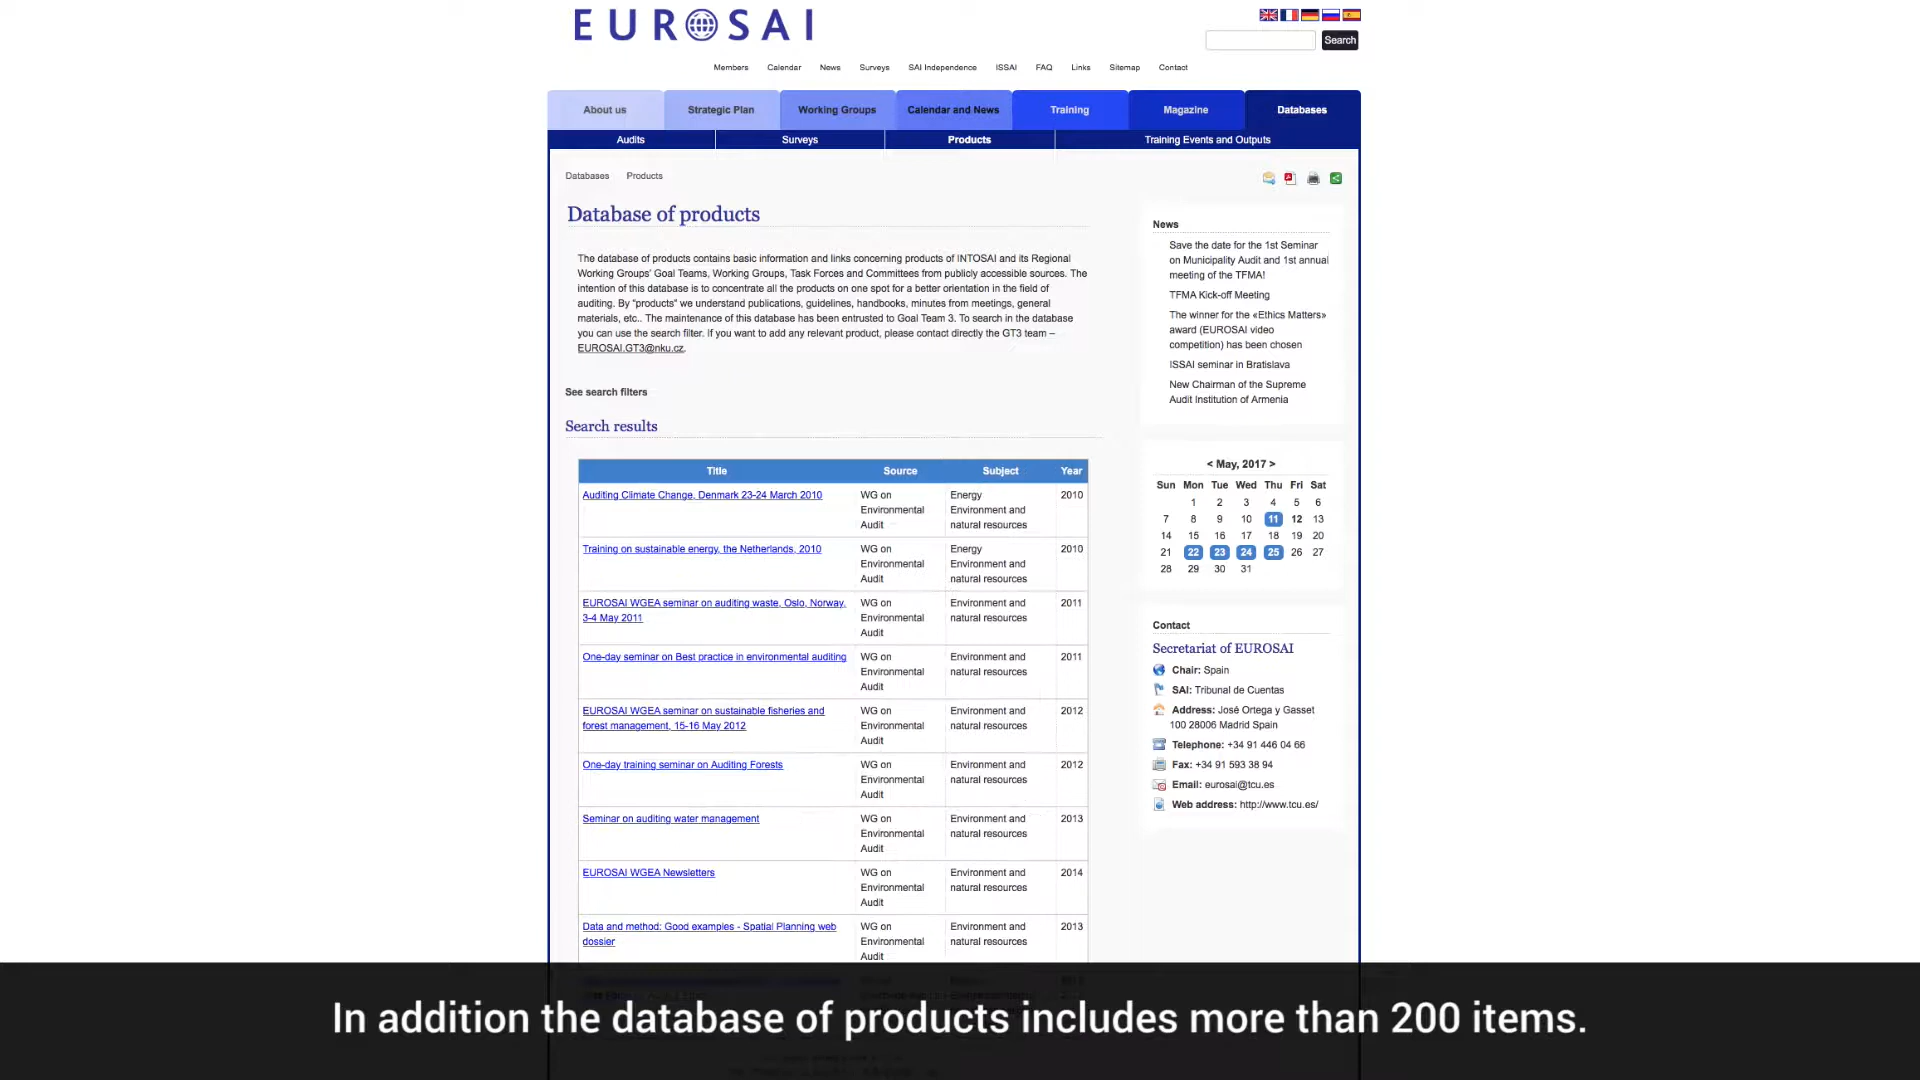 EUROSAI
Search
Members Calendar News Surveys SAI Independence ISSAI FAQ Links Sitemap Contact
About us Strategic Plan Working Groups Calendar and News Training Magazine Databases
Audits Surveys Products Training Events and Outputs
Databases Products
Database of products
The database of products contains basic information and links concerning products of INTOSAI and its Regional
Working Groups' Goal Teams, Working Groups, Task Forces and Committees from publicly accessible sources. The
intention of this database is to concentrate all the products on one spot for a better orientation in the field of
auditing. By "products" we understand publications, guidelines, handbooks, minutes from meetings, general
materials, etc.. The maintenance of this database has been entrusted to Goal Team 3. To search in the database
you can use the search filter. If you want to add any relevant product, please contact directly the GT3 team –
EUROSAI.GT3@nku.cz.
See search filters
Search results
Title Source Subject Year
Auditing Climate Change, Denmark 23-24 March 2010 WG on Energy 2010
Environmental Environment and
Audit natural resources
Training on sustainable energy, the Netherlands, 2010 WG on Energy 2010
Environmental Environment and
Audit natural resources
EUROSAI WGEA seminar on auditing waste, Oslo, Norway, WG on Environment and 2011
3-4 May 2011 Environmental natural resources
Audit
One-day seminar on Best practice in environmental auditing WG on Environment and 2011
Environmental natural resources
Audit
EUROSAI WGEA seminar on sustainable fisheries and WG on Environment and 2012
forest management, 15-16 May 2012 Environmental natural resources
Audit
One-day training seminar on Auditing Forests WG on Environment and 2012
Environmental natural resources
Audit
Seminar on auditing water management WG on Environment and 2013
Environmental natural resources
Audit
EUROSAI WGEA Newsletters WG on Environment and 2014
Environmental natural resources
Audit
Data and method: Good examples - Spatial Planning web WG on Environment and 2013
dossier Environmental natural resources
Audit
News
Save the date for the 1st Seminar
on Municipality Audit and 1st annual
meeting of the TFMA!
TFMA Kick-off Meeting
The winner for the «Ethics Matters»
award (EUROSAI video
competition) has been chosen
ISSAI seminar in Bratislava
New Chairman of the Supreme
Audit Institution of Armenia
< May, 2017 >
Sun Mon Tue Wed Thu Fri Sat
1 2 3 4 5 6
7 8 9 10 11 12 13
14 15 16 17 18 19 20
21 22 23 24 25 26 27
28 29 30 31
Contact
Secretariat of EUROSAI
Chair: Spain
SAI: Tribunal de Cuentas
Address: José Ortega y Gasset
100 28006 Madrid Spain
Telephone: +34 91 446 04 66
Fax: +34 91 593 38 94
Email: eurosai@tcu.es
Web address: http://www.tcu.es/
In addition the database of products includes more than 200 items.